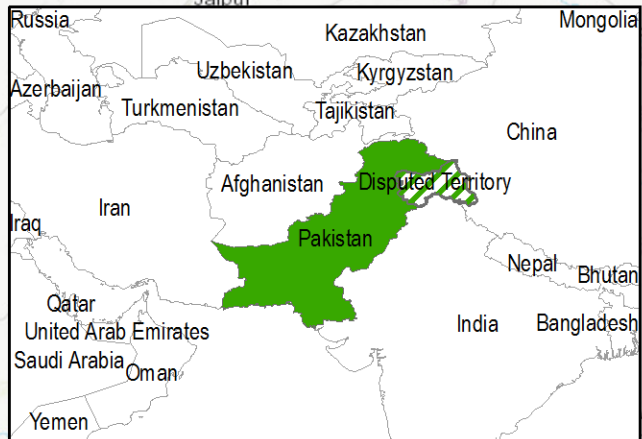 Jaipur
Russia
Mongolia
Kazakhstan
Uzbekistan
Kyrgyzstan
Azerbaijan
Turkmenistan
Tajikistan
China
Afghanistan
Disputed Territory
Iran
Iraq
Pakistan
Nepal
Bhutan
Qatar
United Arab Emirates
India
Bangladesh
Saudi Arabia
Oman
Yemen